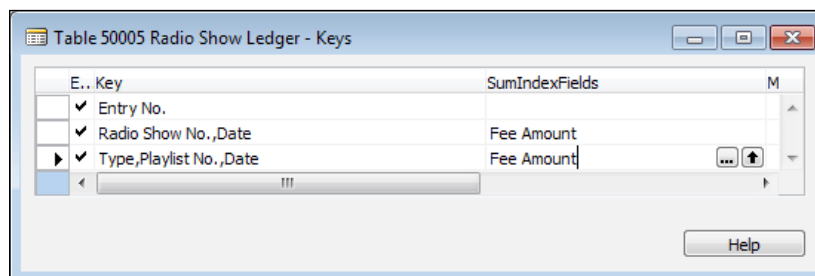 Table 50005 Radio Show Ledger - Keys
E.. Key SumIndexFields M
Entry No.
Radio Show No.,Date Fee Amount
Type,Playlist No.,Date Fee Amount
Help